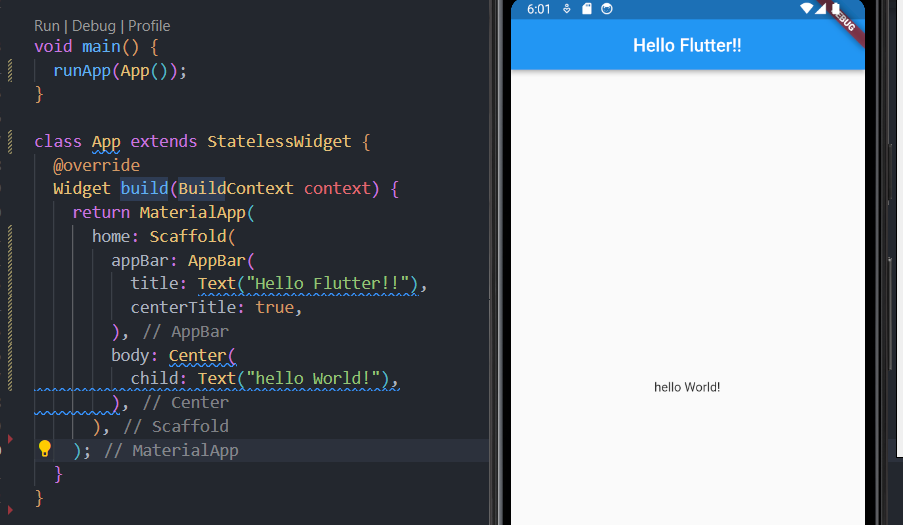 Run | Debug | Profile
void main() {
  runApp(App());
}
class App extends StatelessWidget {
  @override
  Widget build(BuildContext context) {
    return MaterialApp(
      home: Scaffold(
        appBar: AppBar(
          title: Text("Hello Flutter!!"),
          centerTitle: true,
        ), // AppBar
        body: Center(
          child: Text("hello World!"),
        ), // Center
      ), // Scaffold
    ); // MaterialApp
  }
}
6:01
DEBUG
Hello Flutter!!
hello World!